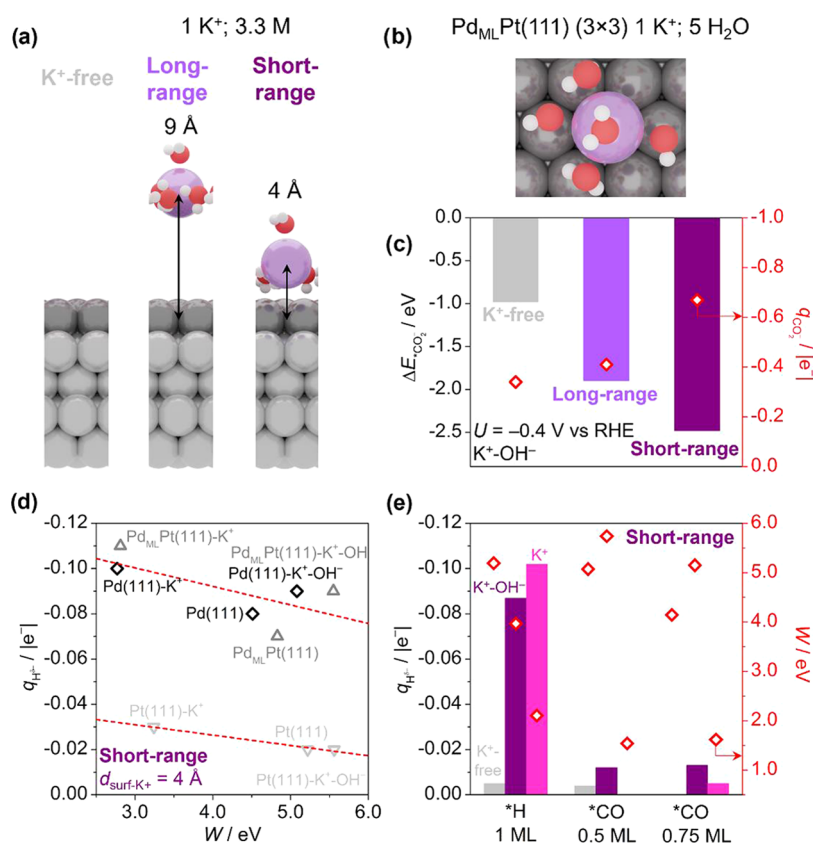 (a)
1 K⁺; 3.3 M
K⁺-free
Long-
range
Short-
range
9 Å
4 Å
(b)
Pd_MLPt(111) (3×3) 1 K⁺; 5 H₂O
(c)
0.0
-0.5
-1.0
-1.5
-2.0
-2.5
ΔE*CO₂⁻ / eV
-1.0
-0.8
-0.6
-0.4
-0.2
0.0
qCO₂⁻ / |e⁻|
K⁺-free
Long-range
Short-range
U = –0.4 V vs RHE
K⁺-OH⁻
(d)
-0.12
-0.10
-0.08
-0.06
-0.04
-0.02
0.00
3.0
4.0
5.0
6.0
W / eV
Pd_MLPt(111)-K⁺
Pd_MLPt(111)-K⁺-OH
Pd(111)-K⁺
Pd(111)-K⁺-OH⁻
Pd(111)
Pd_MLPt(111)
Pt(111)-K⁺
Pt(111)
Pt(111)-K⁺-OH⁻
Short-range
d_surf-K+ = 4 Å
(e)
-0.12
-0.10
-0.08
-0.06
-0.04
-0.02
0.00
6.0
5.0
4.0
3.0
2.0
1.0
W / eV
Short-range
K⁺
K⁺-OH⁻
K⁺-
free
*H
1 ML
*CO
0.5 ML
*CO
0.75 ML